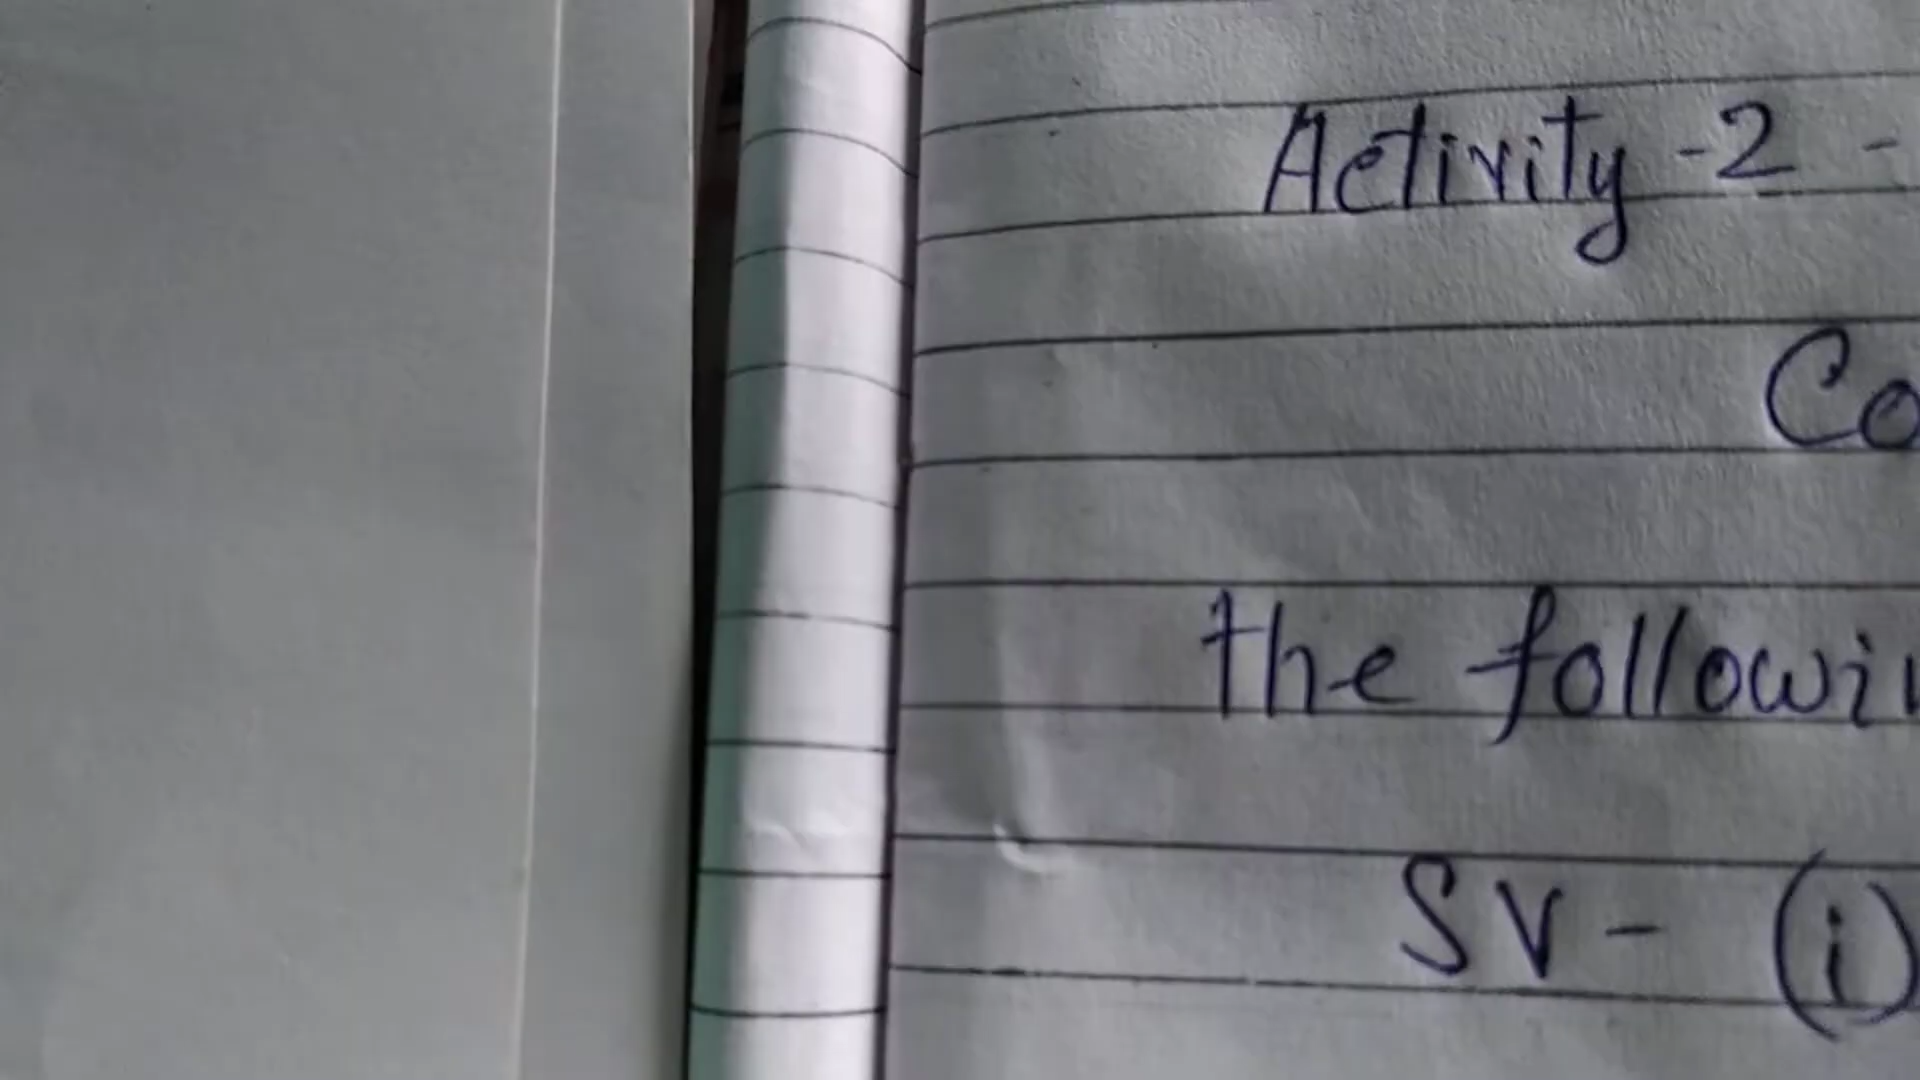 Activity -2 -
Co
the followi
SV - (i)